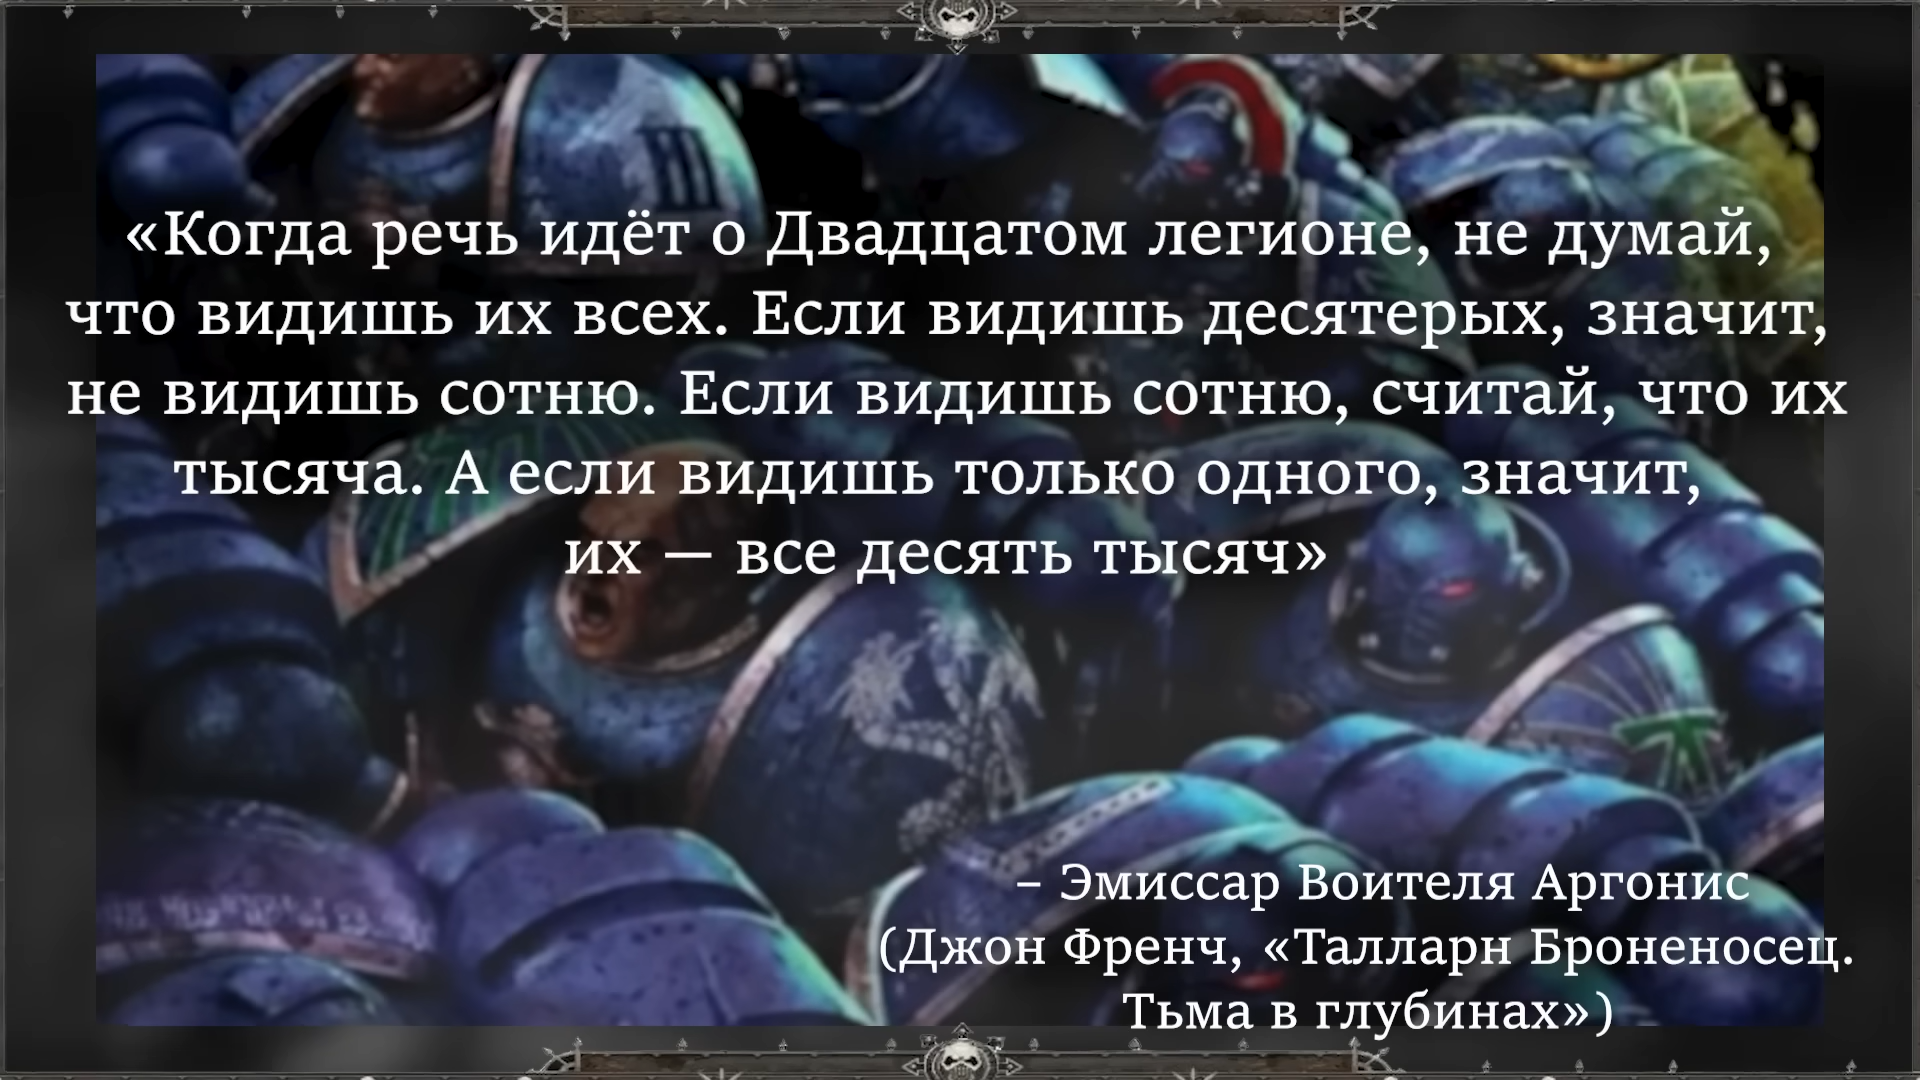 «Когда речь идёт о Двадцатом легионе, не думай,
что видишь их всех. Если видишь десятерых, значит,
не видишь сотню. Если видишь сотню, считай, что их
тысяча. А если видишь только одного, значит,
их — все десять тысяч»
– Эмиссар Воителя Аргонис
(Джон Френч, «Талларн Броненосец.
Тьма в глубинах»)